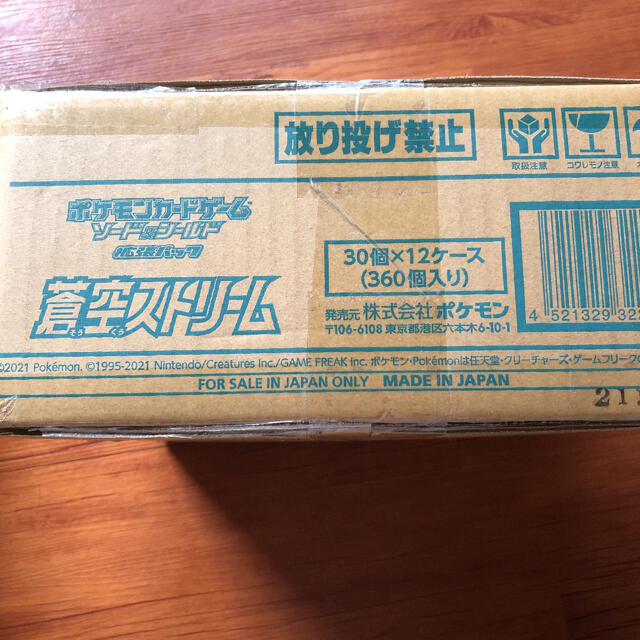 放り投げ禁止
取扱注意
コワレモノ注意
ポケモンカードゲーム
ソード&シールド
拡張パック
蒼空ストリーム
そう くう
30個×12ケース
(360個入り)
発売元 株式会社 ポケモン
〒106-6108 東京都港区六本木6-10-1
4 521329 32
©2021 Pokémon. ©1995-2021 Nintendo/Creatures Inc./GAME FREAK Inc. ポケモン・Pokémonは任天堂・クリーチャーズ・ゲームフリークの
FOR SALE IN JAPAN ONLY MADE IN JAPAN